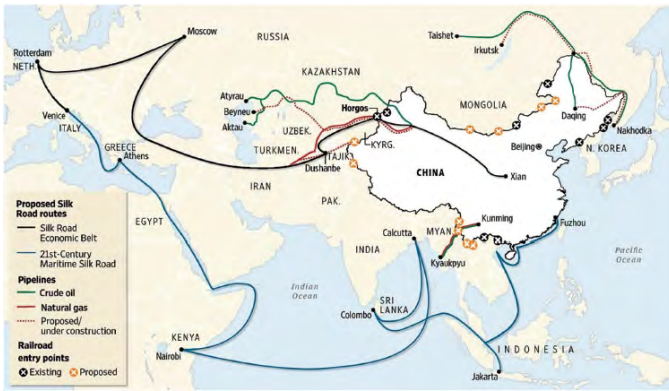 Moscow
RUSSIA
Taishet
Irkutsk
Rotterdam
NETH.
KAZAKHSTAN
Atyrau
Beyneu
Aktau
Horgos
MONGOLIA
Daqing
Nakhodka
Venice
ITALY
UZBEK.
TURKMEN.
TAJIK.
KYRG.
Dushanbe
Beijing
N. KOREA
GREECE
Athens
CHINA
Xian
IRAN
PAK.
EGYPT
Calcutta
INDIA
MYAN.
Kunming
Kyaukpyu
Fuzhou
Pacific
Ocean
Indian
Ocean
SRI
LANKA
Colombo
KENYA
Nairobi
INDONESIA
Jakarta
Proposed Silk
Road routes
Silk Road
Economic Belt
21st-Century
Maritime Silk Road
Pipelines
Crude oil
Natural gas
Proposed/
under construction
Railroad
entry points
Existing Proposed